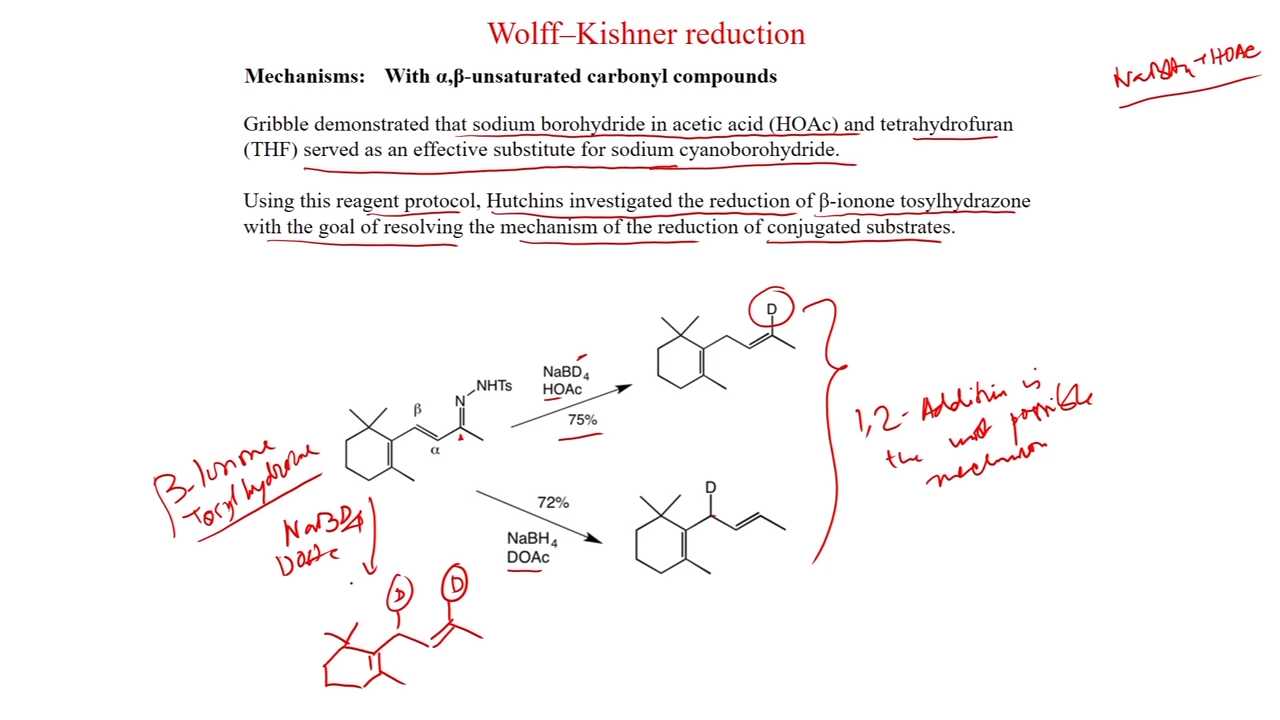 Wolff–Kishner reduction
NaBH4 + HOAc
Mechanisms: With α,β-unsaturated carbonyl compounds
Gribble demonstrated that sodium borohydride in acetic acid (HOAc) and tetrahydrofuran
(THF) served as an effective substitute for sodium cyanoborohydride.
Using this reagent protocol, Hutchins investigated the reduction of β-ionone tosylhydrazone
with the goal of resolving the mechanism of the reduction of conjugated substrates.
D
NaBD4
HOAc
75%
N
NHTs
β
α
1,2-Addition is
the most possible
mechanism
β-Ionone
Tosylhydrazone
D
72%
NaBH4
DOAc
NaBD4
DOAc
D D